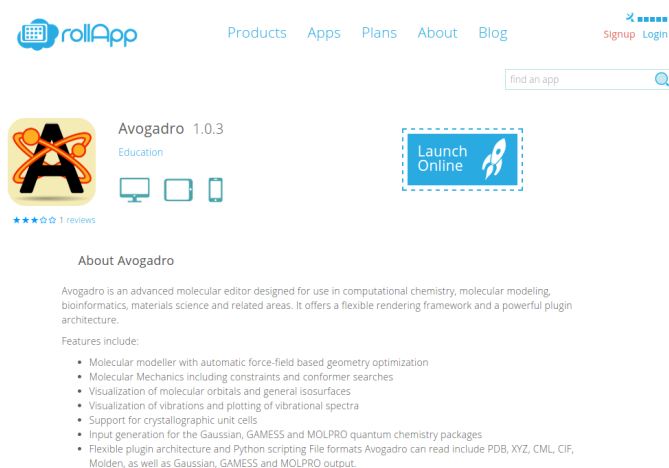 rollApp
Products Apps Plans About Blog
Signup Login
find an app
Avogadro 1.0.3
Education
Launch
Online
1 reviews
About Avogadro
Avogadro is an advanced molecular editor designed for use in computational chemistry, molecular modeling,
bioinformatics, materials science and related areas. It offers a flexible rendering framework and a powerful plugin
architecture.
Features include:
Molecular modeller with automatic force-field based geometry optimization
Molecular Mechanics including constraints and conformer searches
Visualization of molecular orbitals and general isosurfaces
Visualization of vibrations and plotting of vibrational spectra
Support for crystallographic unit cells
Input generation for the Gaussian, GAMESS and MOLPRO quantum chemistry packages
Flexible plugin architecture and Python scripting File formats Avogadro can read include PDB, XYZ, CML, CIF,
Molden, as well as Gaussian, GAMESS and MOLPRO output.